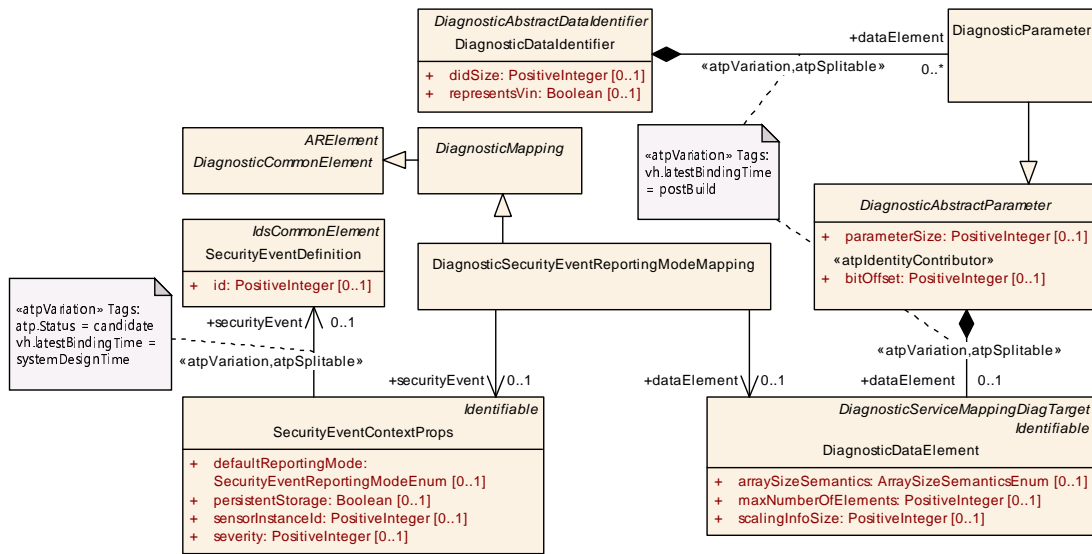 DiagnosticAbstractDataIdentifier
DiagnosticDataIdentifier
+ didSize: PositiveInteger [0..1]
+ representsVin: Boolean [0..1]
+dataElement
«atpVariation,atpSplitable»
0..*
DiagnosticParameter
ARElement
DiagnosticCommonElement
DiagnosticMapping
«atpVariation» Tags:
vh.latestBindingTime
= postBuild
DiagnosticAbstractParameter
+ parameterSize: PositiveInteger [0..1]
«atpIdentityContributor»
+ bitOffset: PositiveInteger [0..1]
IdsCommonElement
SecurityEventDefinition
+ id: PositiveInteger [0..1]
DiagnosticSecurityEventReportingModeMapping
«atpVariation» Tags:
atp.Status = candidate
vh.latestBindingTime =
systemDesignTime
+securityEvent
0..1
«atpVariation,atpSplitable»
«atpVariation,atpSplitable»
+securityEvent
0..1
+dataElement
0..1
+dataElement
0..1
Identifiable
SecurityEventContextProps
+ defaultReportingMode:
SecurityEventReportingModeEnum [0..1]
+ persistentStorage: Boolean [0..1]
+ sensorInstanceId: PositiveInteger [0..1]
+ severity: PositiveInteger [0..1]
DiagnosticServiceMappingDiagTarget
Identifiable
DiagnosticDataElement
+ arraySizeSemantics: ArraySizeSemanticsEnum [0..1]
+ maxNumberOfElements: PositiveInteger [0..1]
+ scalingInfoSize: PositiveInteger [0..1]